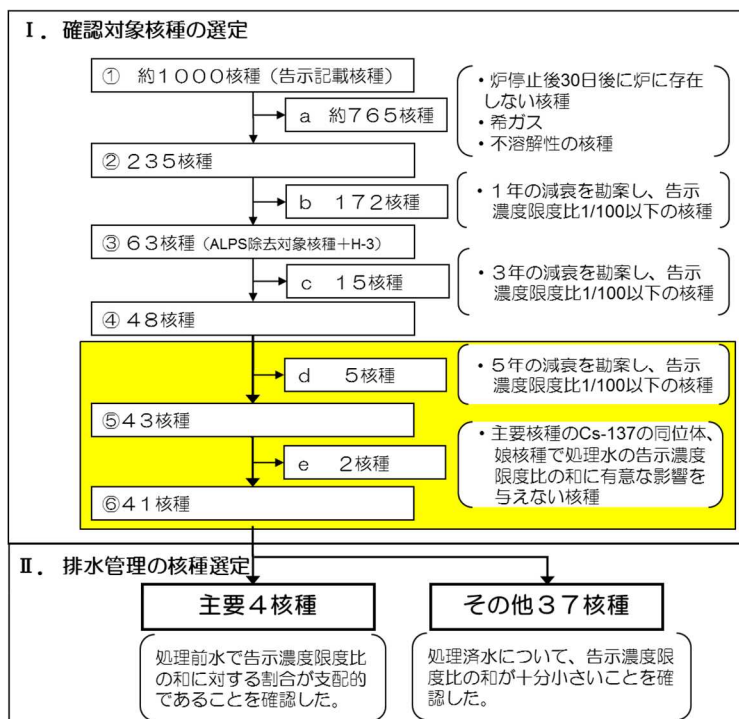 Ⅰ．確認対象核種の選定
① 約１０００核種（告示記載核種）
a 約７６５核種
・炉停止後30日後に炉に存在
しない核種
・希ガス
・不溶解性の核種
② ２３５核種
b １７２核種
・１年の減衰を勘案し、告示
濃度限度比1/100以下の核種
③ ６３核種（ALPS除去対象核種＋H-3）
c １５核種
・３年の減衰を勘案し、告示
濃度限度比1/100以下の核種
④ ４８核種
d ５核種
・５年の減衰を勘案し、告示
濃度限度比1/100以下の核種
⑤４３核種
e ２核種
・主要核種のCs-137の同位体、
娘核種で処理水の告示濃度
限度比の和に有意な影響を
与えない核種
⑥４１核種
Ⅱ．排水管理の核種選定
主要４核種
その他３７核種
処理前水で告示濃度限度比
の和に対する割合が支配的
であることを確認した。
処理済水について、告示濃度限
度比の和が十分小さいことを確
認した。